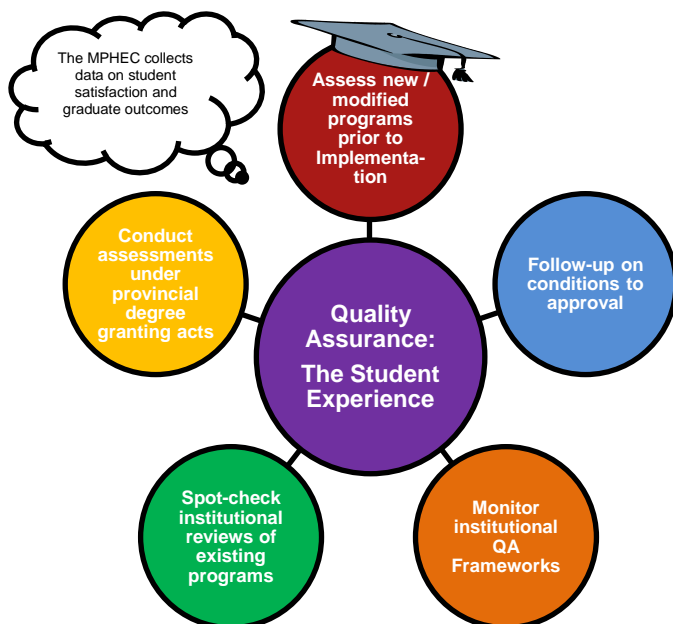 The MPHEC collects
data on student
satisfaction and
graduate outcomes
Assess new /
modified
programs
prior to
Implementa-
tion
Conduct
assessments
under
provincial
degree
granting acts
Follow-up on
conditions to
approval
Quality
Assurance:
The Student
Experience
Spot-check
institutional
reviews of
existing
programs
Monitor
institutional
QA
Frameworks